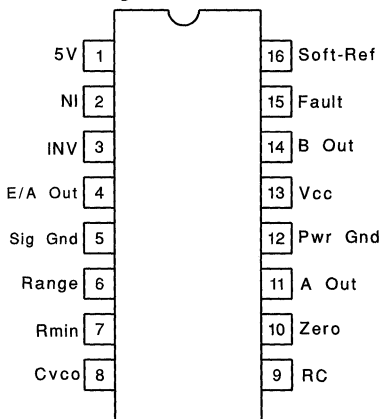 5V 1 16 Soft-Ref
NI 2 15 Fault
INV 3 14 B Out
E/A Out 4 13 Vcc
Sig Gnd 5 12 Pwr Gnd
Range 6 11 A Out
Rmin 7 10 Zero
Cvco 8 9 RC